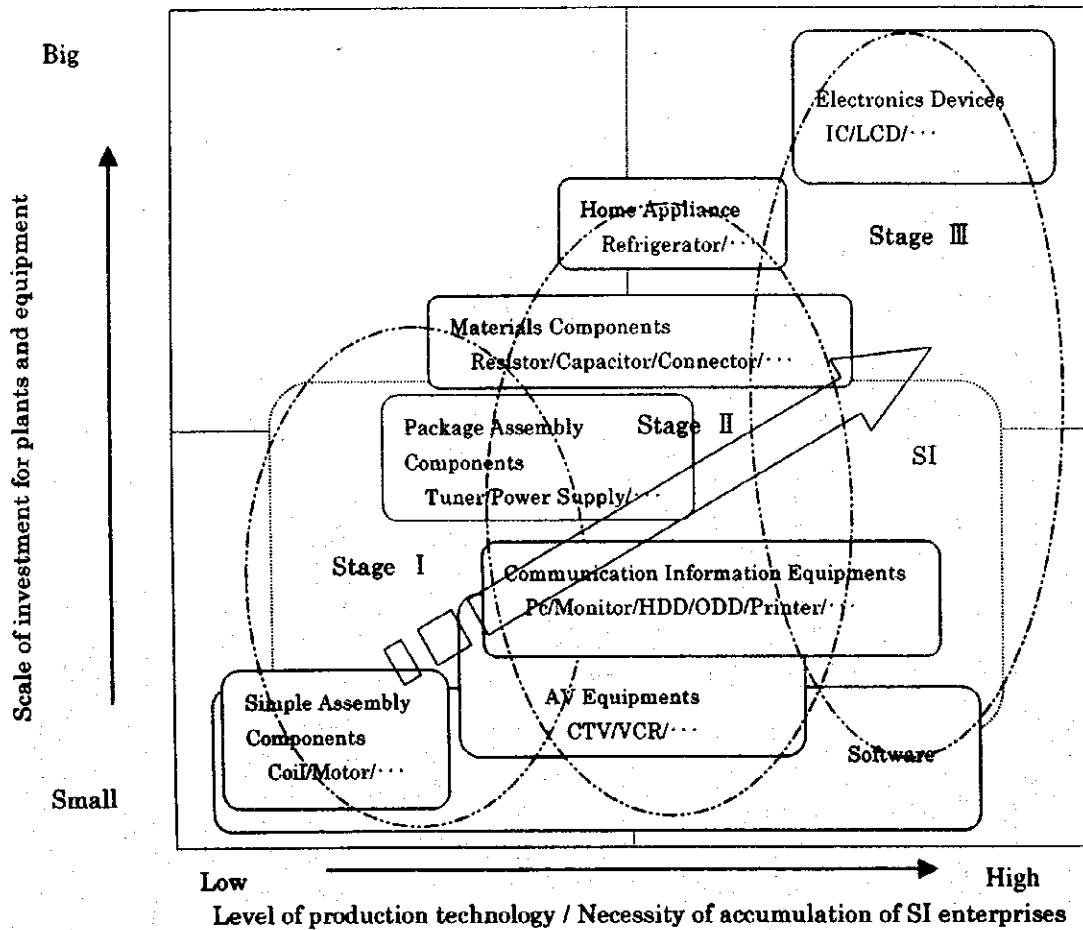 Big
Electronics Devices
IC/LCD/・・・
Home Appliance
Refrigerator/・・・
Stage Ⅲ
Materials Components
Resistor/Capacitor/Connector/・・・
Package Assembly
Components
Tuner/Power Supply/・・・
Stage Ⅱ
SI
Stage Ⅰ
Communication Information Equipments
Pc/Monitor/HDD/ODD/Printer/・・・
Simple Assembly
Components
Coil/Motor/・・・
AV Equipments
CTV/VCR/・・・
Software
Small
Scale of investment for plants and equipment
Low
High
Level of production technology / Necessity of accumulation of SI enterprises